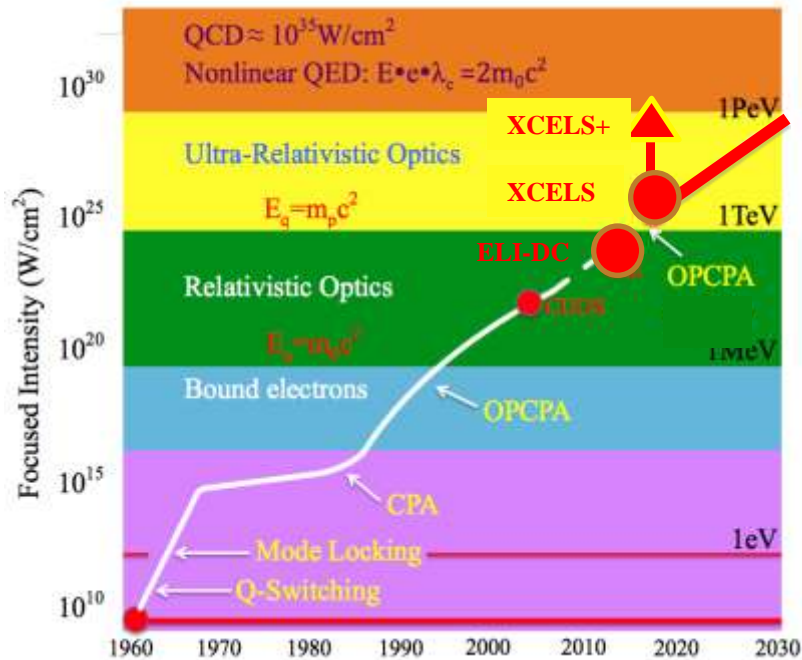 QCD ≈ 10³⁵W/cm²
Nonlinear QED: E•e•λc =2m₀c²
10³⁰
1PeV
XCELS+
Ultra-Relativistic Optics
XCELS
10²⁵
Eq=mpc²
1TeV
ELI-DC
OPCPA
Relativistic Optics
10²⁰
1MeV
Bound electrons
OPCPA
10¹⁵
CPA
1eV
Mode Locking
Q-Switching
10¹⁰
Focused Intensity (W/cm²)
1960 1970 1980 1990 2000 2010 2020 2030